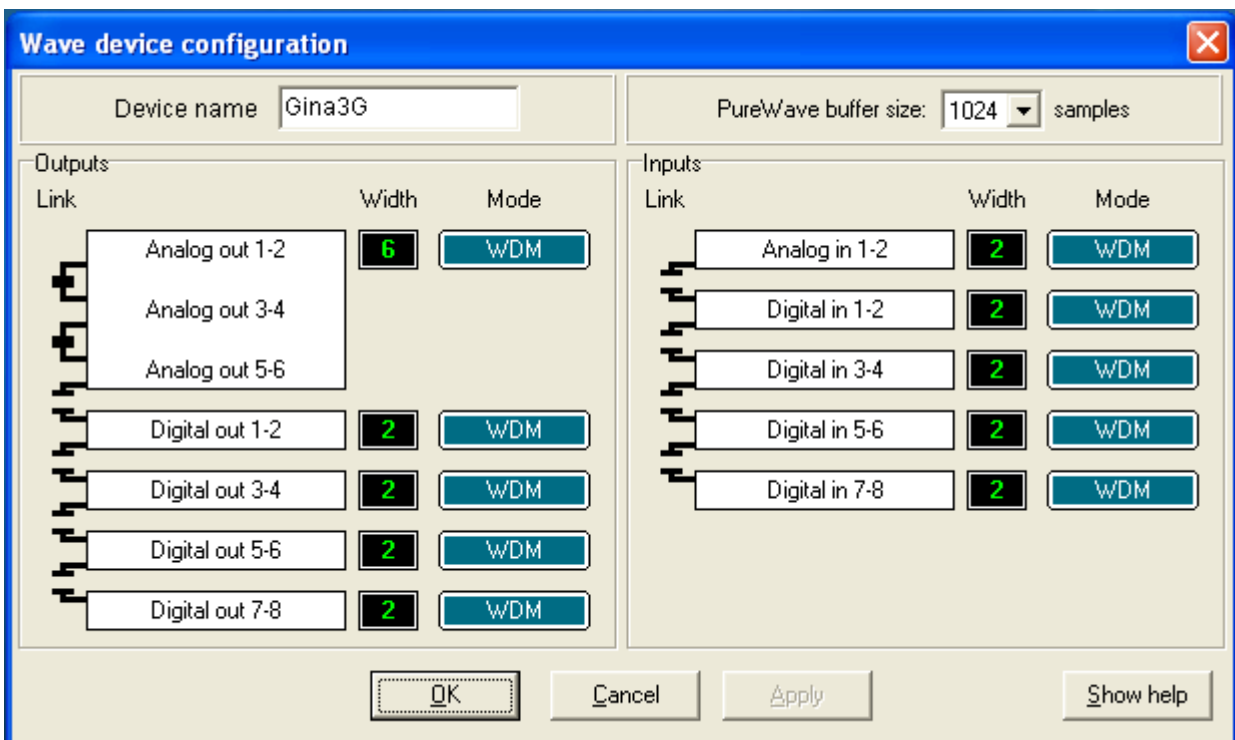 Wave device configuration
Device name Gina3G
PureWave buffer size: 1024 samples
Outputs
Link Width Mode
Analog out 1-2 6 WDM
Analog out 3-4
Analog out 5-6
Digital out 1-2 2 WDM
Digital out 3-4 2 WDM
Digital out 5-6 2 WDM
Digital out 7-8 2 WDM
Inputs
Link Width Mode
Analog in 1-2 2 WDM
Digital in 1-2 2 WDM
Digital in 3-4 2 WDM
Digital in 5-6 2 WDM
Digital in 7-8 2 WDM
OK Cancel Apply Show help